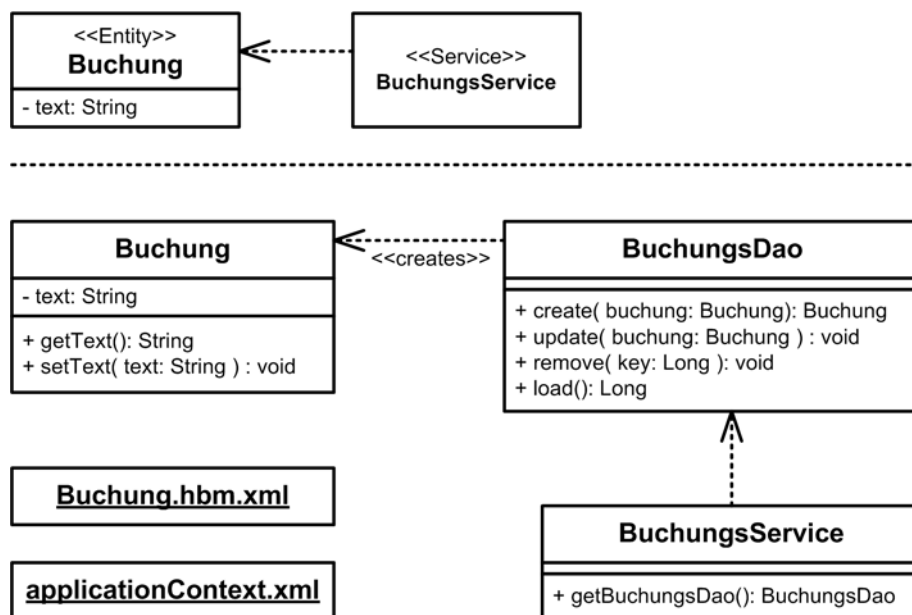 <<Entity>>
Buchung
- text: String
<<Service>>
BuchungsService
Buchung
- text: String
+ getText(): String
+ setText( text: String ) : void
<<creates>>
BuchungsDao
+ create( buchung: Buchung): Buchung
+ update( buchung: Buchung ) : void
+ remove( key: Long ): void
+ load(): Long
Buchung.hbm.xml
applicationContext.xml
BuchungsService
+ getBuchungsDao(): BuchungsDao